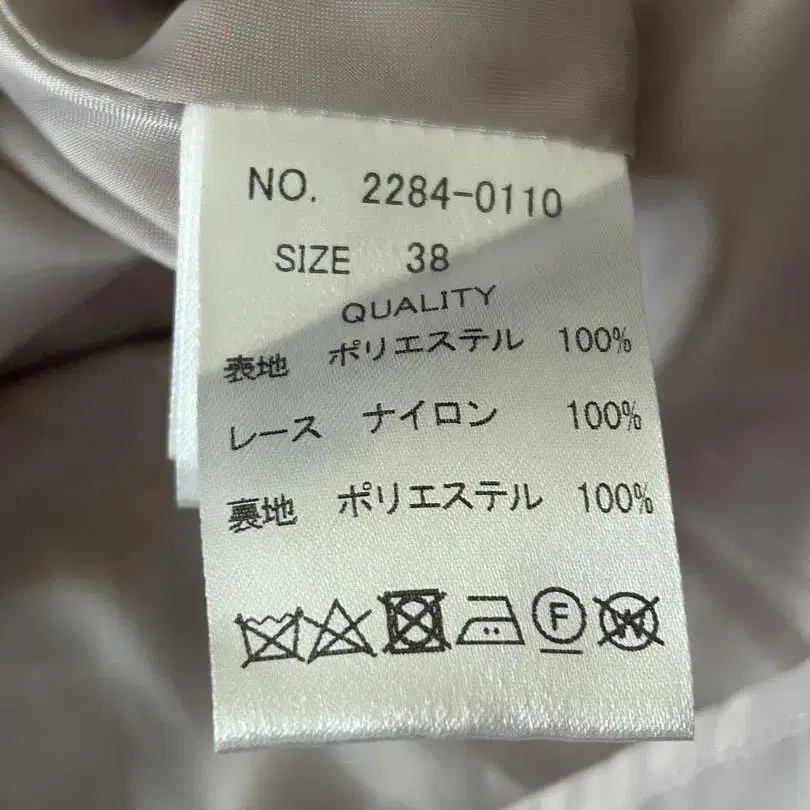 NO. 2284-0110
SIZE 38
QUALITY
表地 ポリエステル 100%
レース ナイロン 100%
裏地 ポリエステル 100%
F W